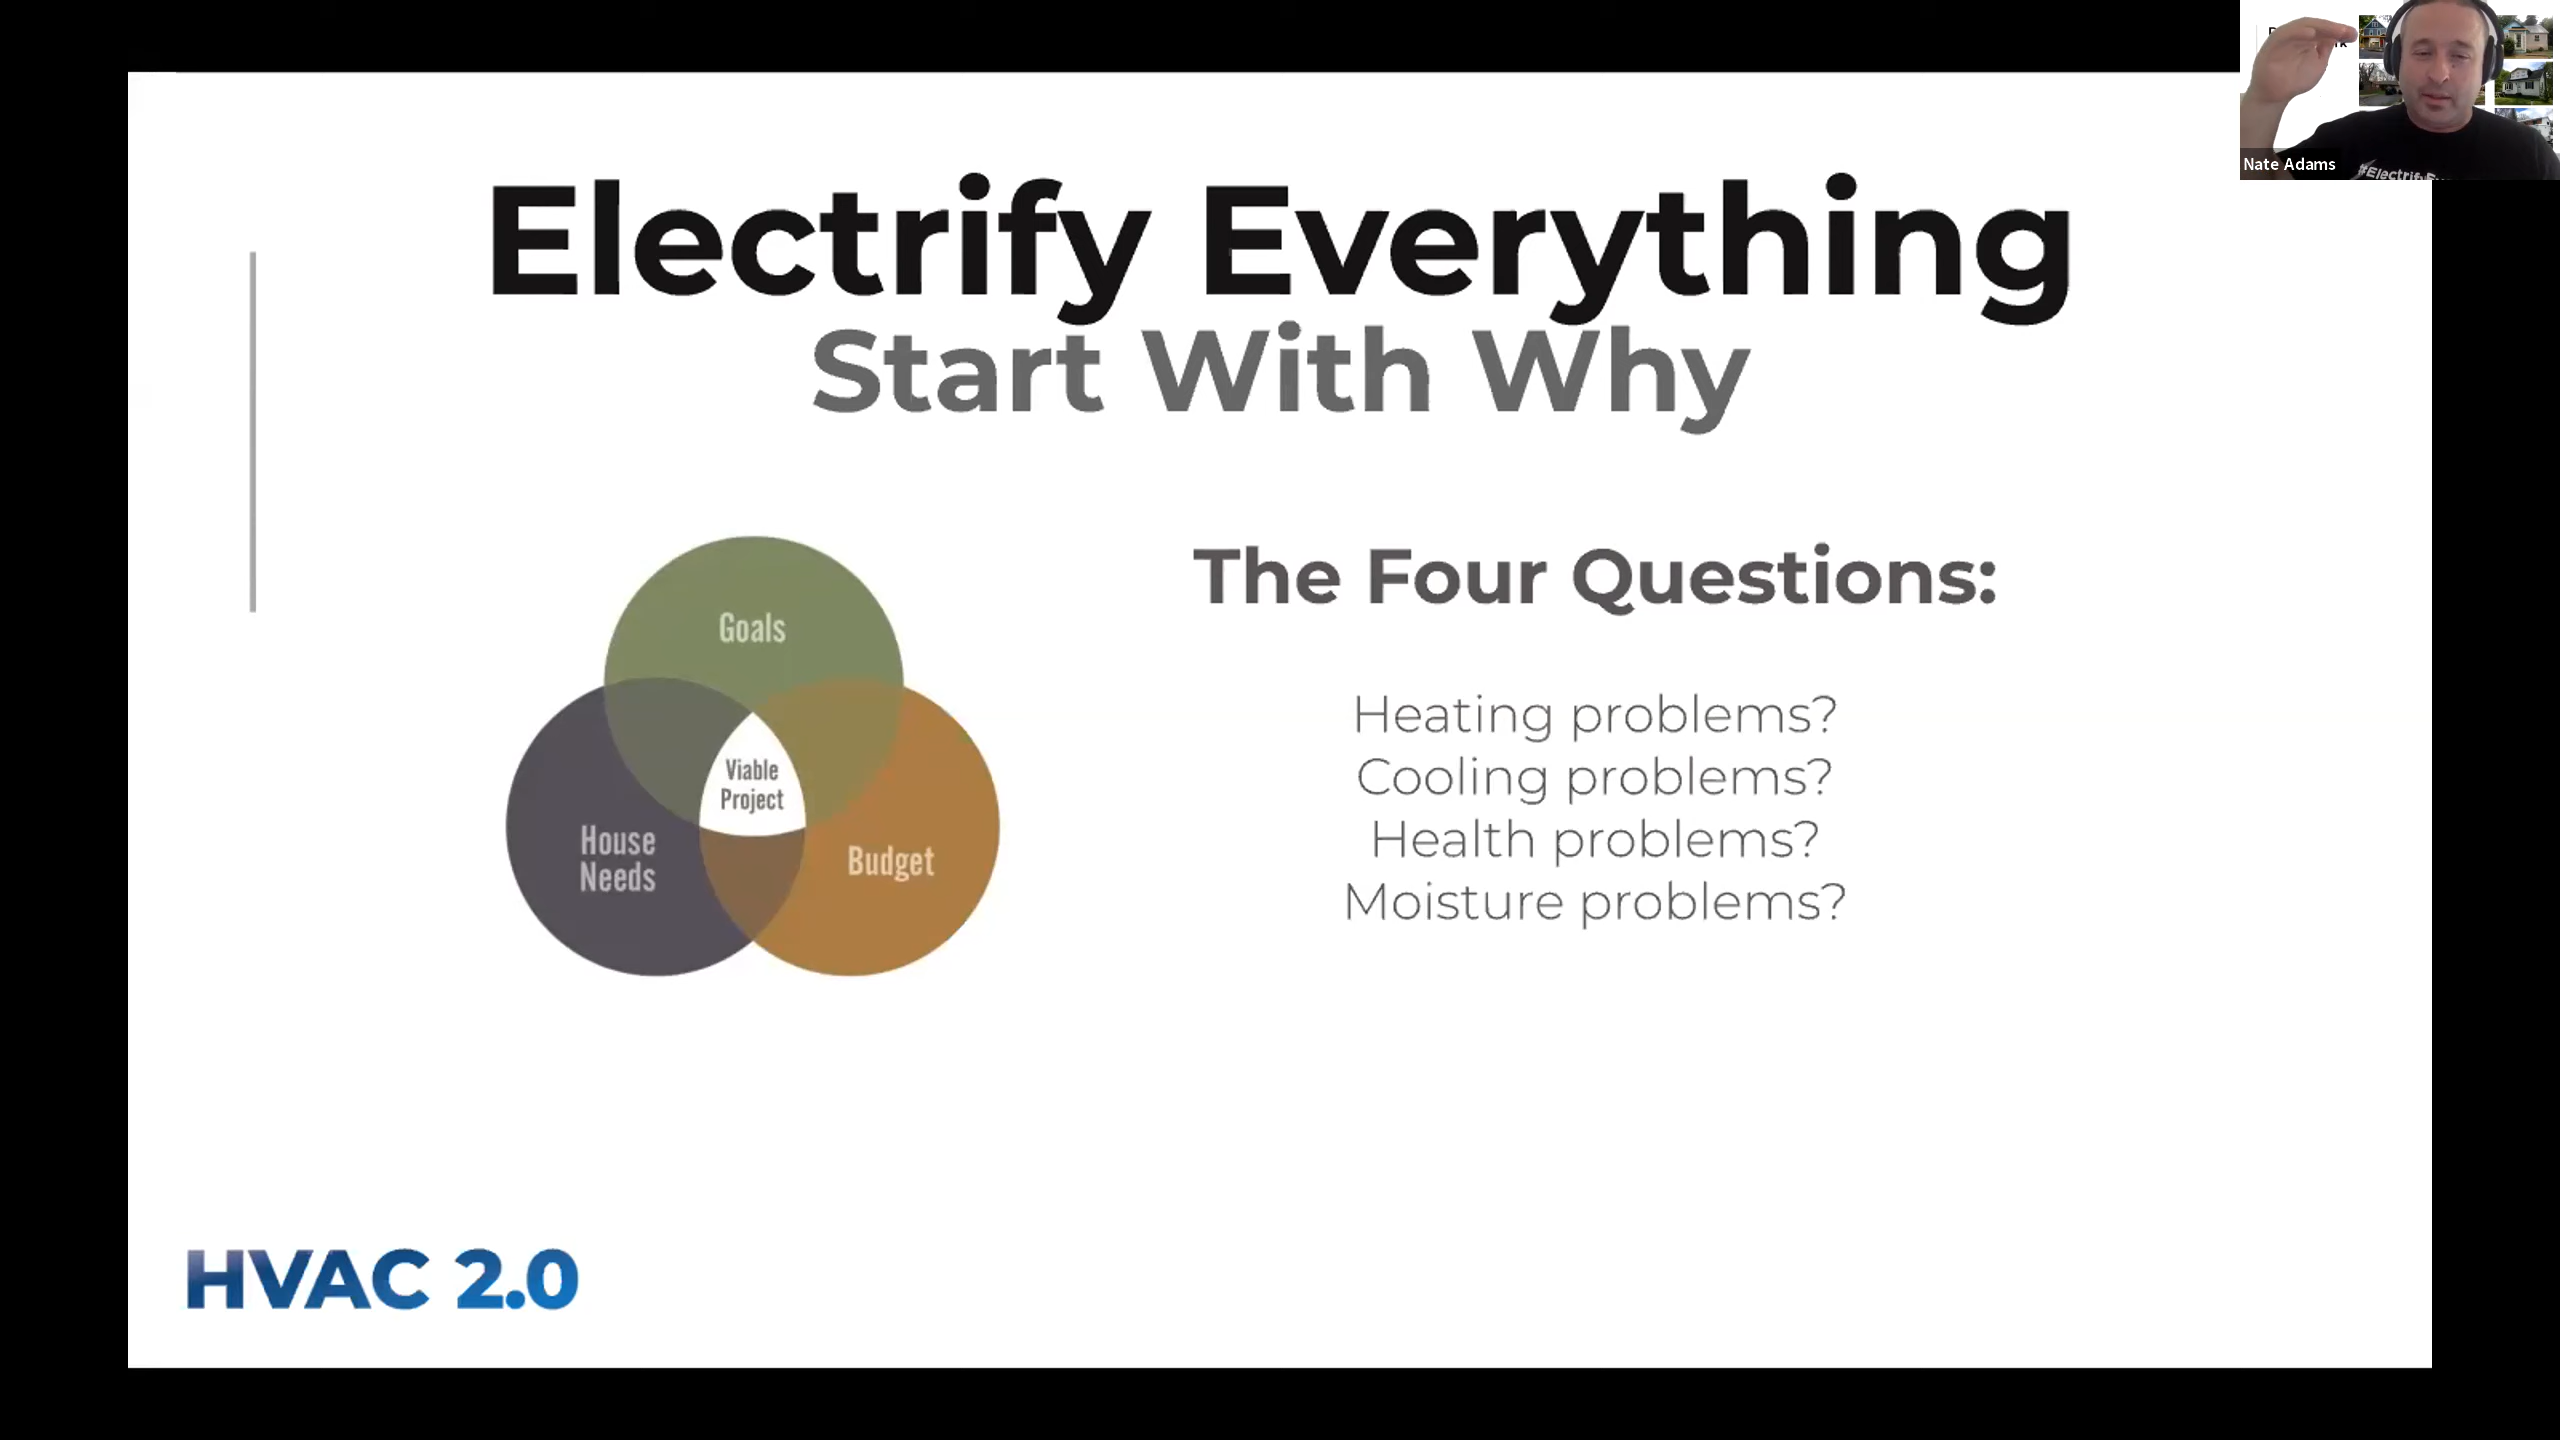 Electrify Everything
Start With Why
Goals
Viable
Project
House
Needs
Budget
The Four Questions:
Heating problems?
Cooling problems?
Health problems?
Moisture problems?
HVAC 2.0
Nate Adams